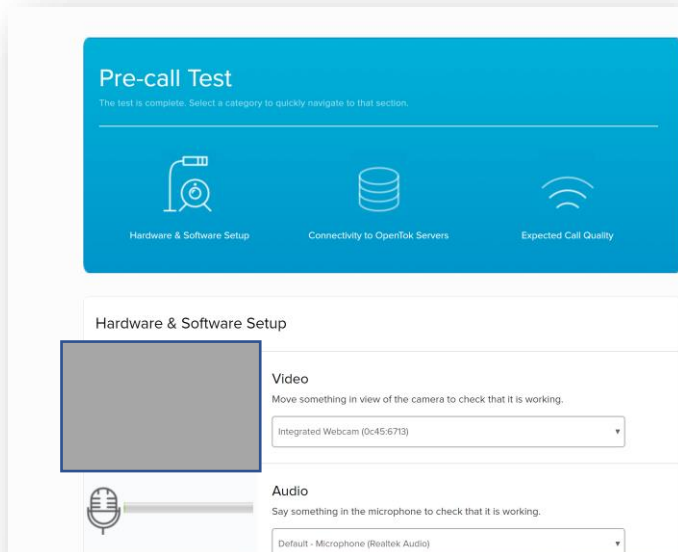 Pre-call Test
The test is complete. Select a category to quickly navigate to that section.
Hardware & Software Setup
Connectivity to OpenTok Servers
Expected Call Quality
Hardware & Software Setup
Video
Move something in view of the camera to check that it is working.
Integrated Webcam (0c45:6713)
Audio
Say something in the microphone to check that it is working.
Default - Microphone (Realtek Audio)